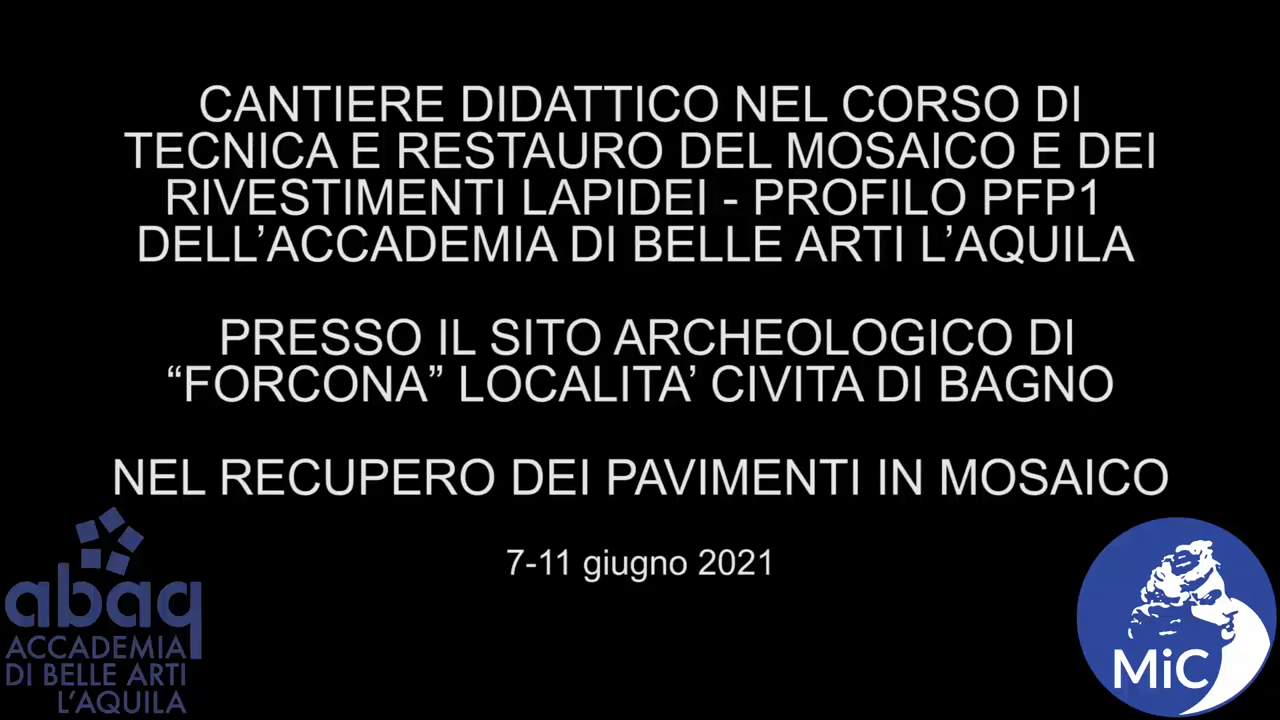 CANTIERE DIDATTICO NEL CORSO DI
TECNICA E RESTAURO DEL MOSAICO E DEI
RIVESTIMENTI LAPIDEI - PROFILO PFP1
DELL’ACCADEMIA DI BELLE ARTI L’AQUILA
PRESSO IL SITO ARCHEOLOGICO DI
“FORCONA” LOCALITA’ CIVITA DI BAGNO
NEL RECUPERO DEI PAVIMENTI IN MOSAICO
7-11 giugno 2021
abaq
ACCADEMIA
DI BELLE ARTI
L’AQUILA
MiC